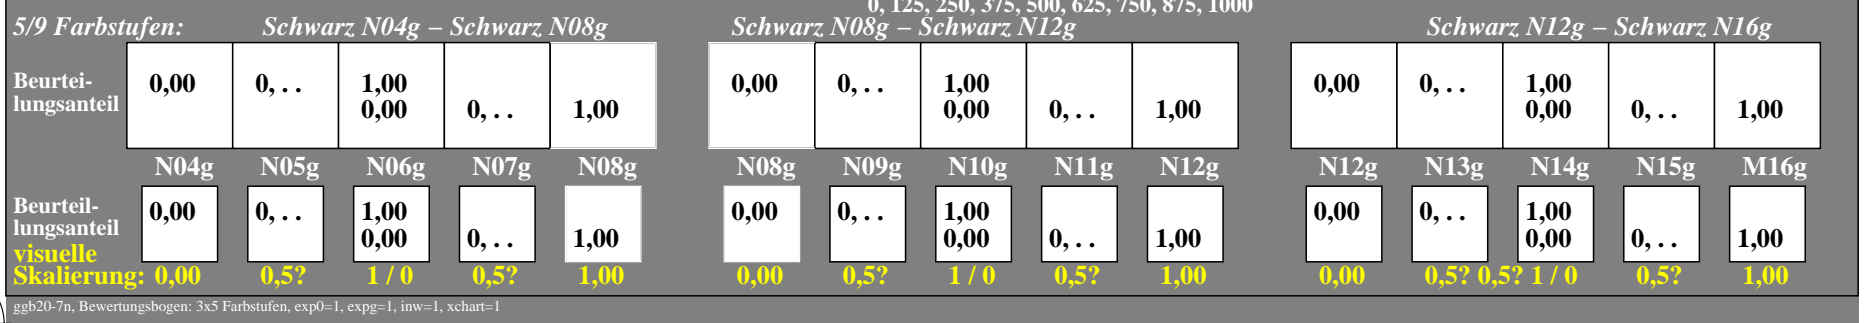 0, 125, 250, 375, 500, 625, 750, 875, 1000
5/9 Farbstufen: Schwarz N04g – Schwarz N08g Schwarz N08g – Schwarz N12g Schwarz N12g – Schwarz N16g
Beurtei- 0,00 0, . . 1,00 0,00 0, . . 1,00 0,00 0, . . 1,00
lungsanteil 0,00 0, . . 1,00 0,00 0, . . 1,00 0,00 0, . . 1,00
N04g N05g N06g N07g N08g N08g N09g N10g N11g N12g N12g N13g N14g N15g M16g
Beurteil- 0,00 0, . . 1,00 0,00 0, . . 1,00 0,00 0, . . 1,00
lungsanteil 0,00 0, . . 1,00 0,00 0, . . 1,00 0,00 0, . . 1,00
visuelle
Skalierung: 0,00 0,5? 1 / 0 0,5? 1,00 0,00 0,5? 1 / 0 0,5? 1,00 0,00 0,5? 0,5? 1 / 0 0,5? 1,00
ggb20-7n, Bewertungsbogen: 3x5 Farbstufen, exp0=1, expg=1, inw=1, xchart=1